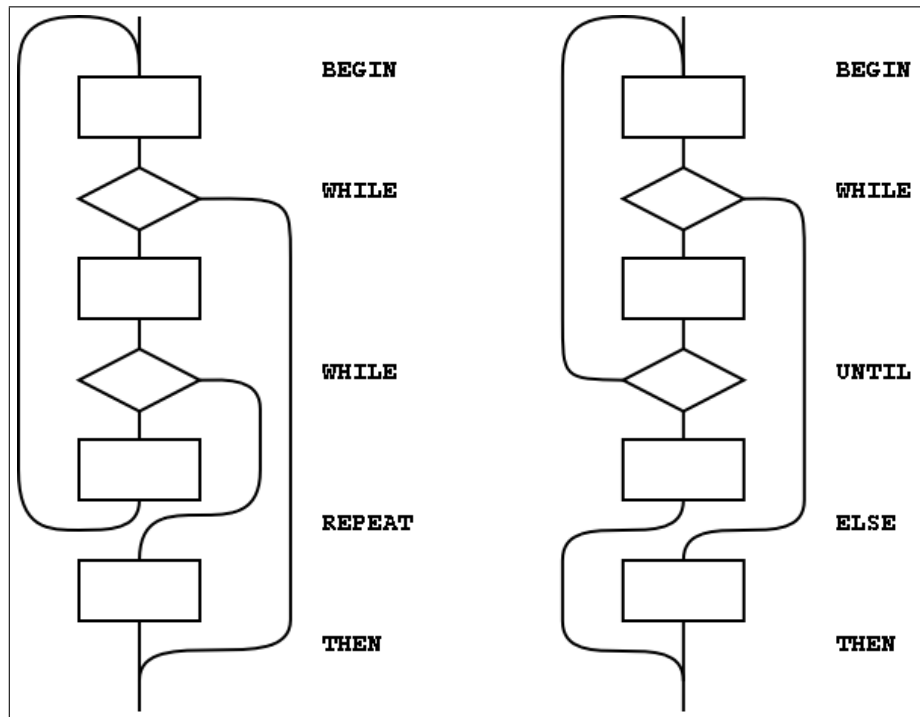 BEGIN
WHILE
WHILE
REPEAT
THEN
BEGIN
WHILE
UNTIL
ELSE
THEN